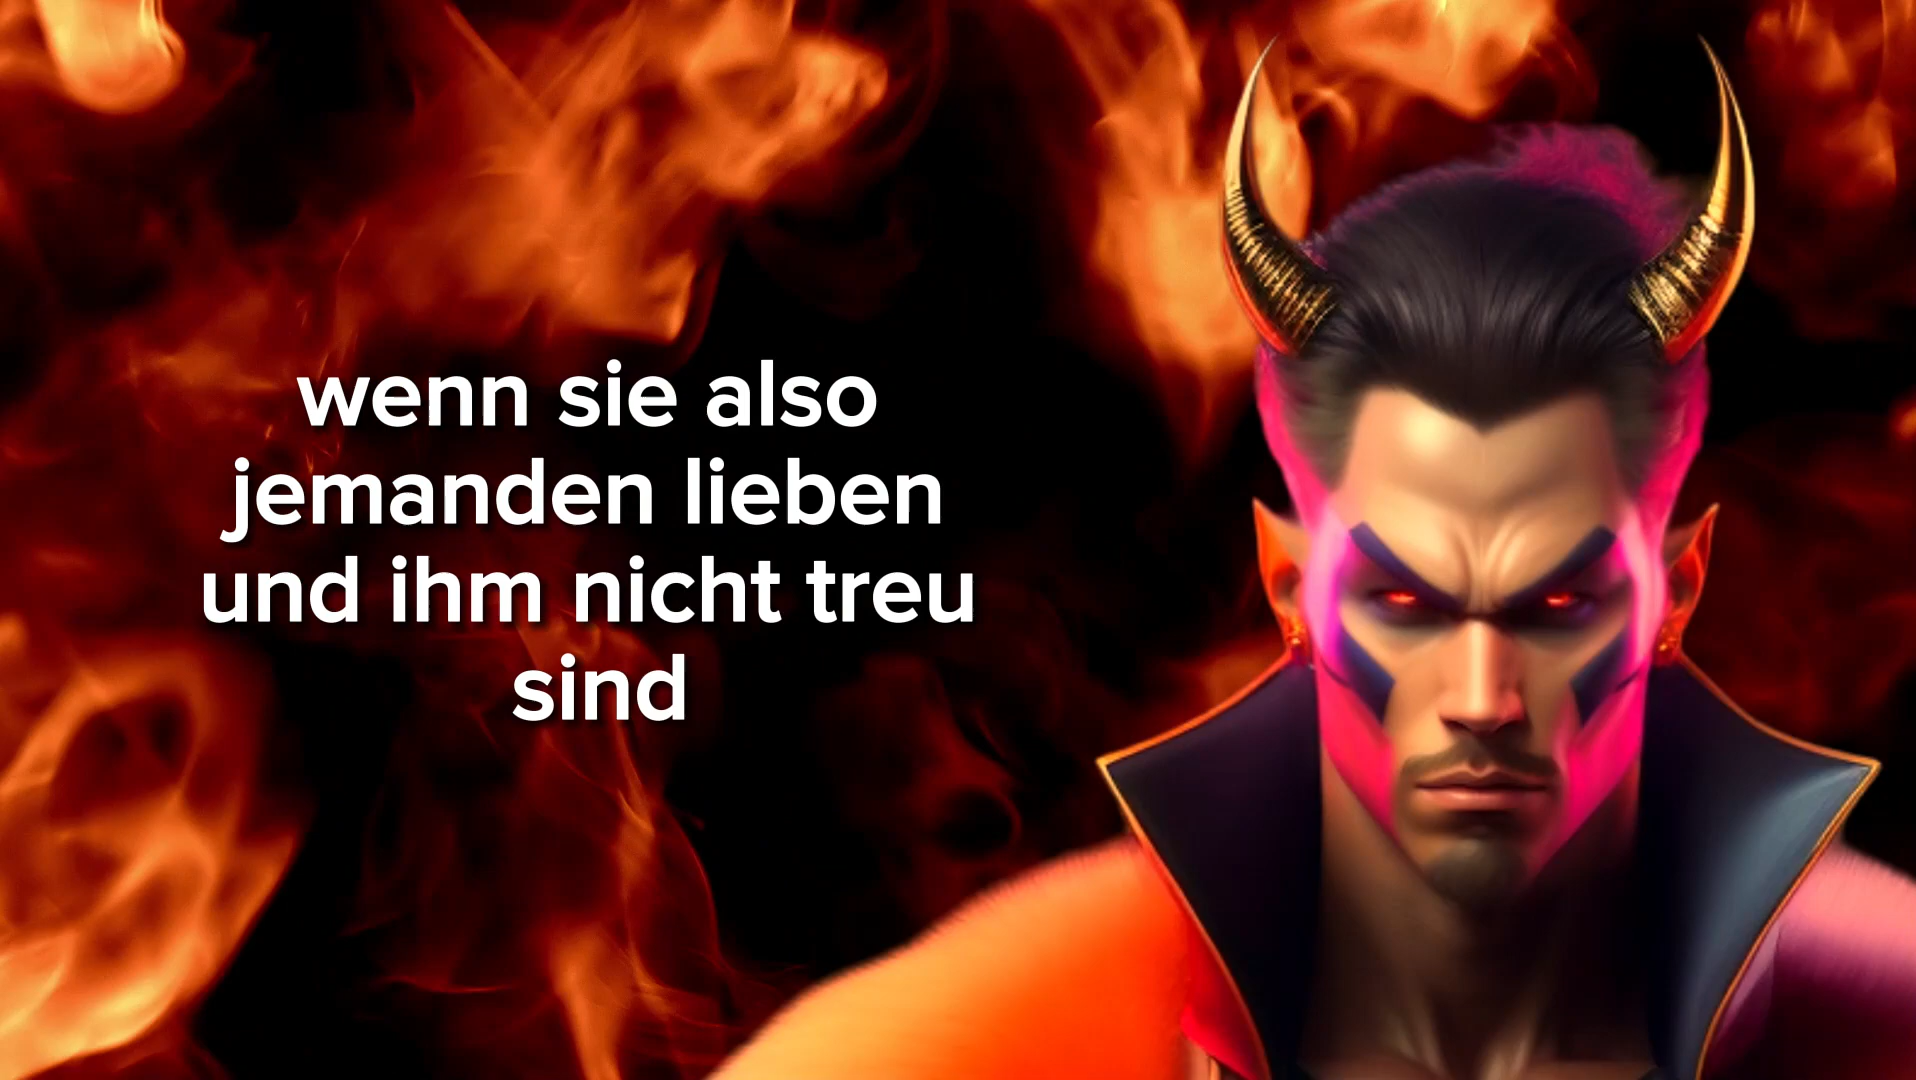 wenn sie also
jemanden lieben
und ihm nicht treu
sind